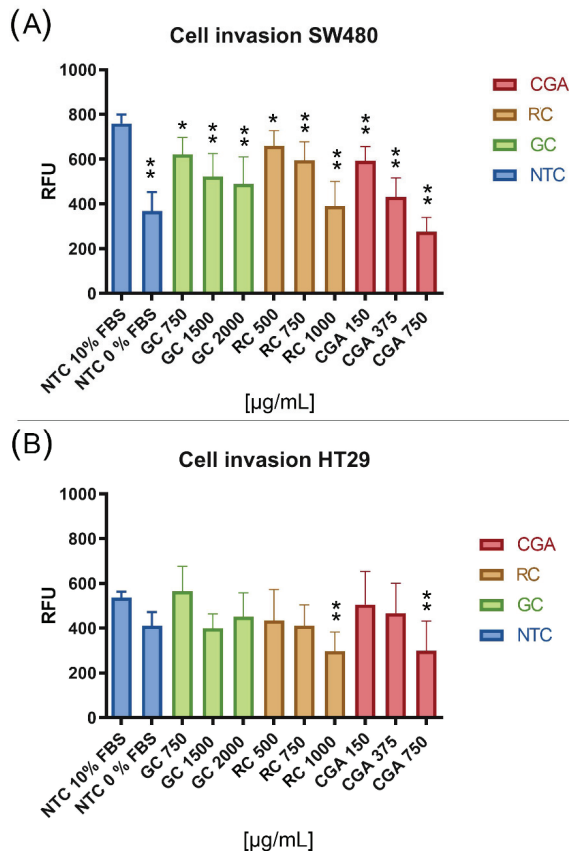 (A)
Cell invasion SW480
1000
800
600
400
200
0
RFU
* *
*
* *
* *
*
* *
* *
* *
* *
* *
NTC 10% FBS
NTC 0 % FBS
GC 750
GC 1500
GC 2000
RC 500
RC 750
RC 1000
CGA 150
CGA 375
CGA 750
[µg/mL]
CGA
RC
GC
NTC
(B)
Cell invasion HT29
1000
800
600
400
200
0
RFU
* *
* *
NTC 10% FBS
NTC 0 % FBS
GC 750
GC 1500
GC 2000
RC 500
RC 750
RC 1000
CGA 150
CGA 375
CGA 750
[µg/mL]
CGA
RC
GC
NTC